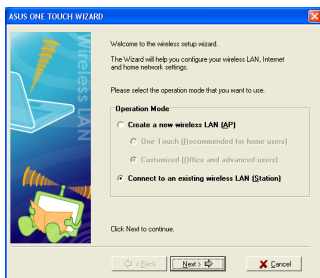 ASUS ONE TOUCH WIZARD
Wireless LAN
Welcome to the wireless setup wizard.
The Wizard will help you configure your wireless LAN, Internet
and home network settings.
Please select the operation mode that you want to use.
Operation Mode
Create a new wireless LAN (AP)
One Touch (Recommended for home users)
Customized (Office and advanced users)
Connect to an existing wireless LAN (Station)
Click Next to continue.
< Back
Next >
Cancel